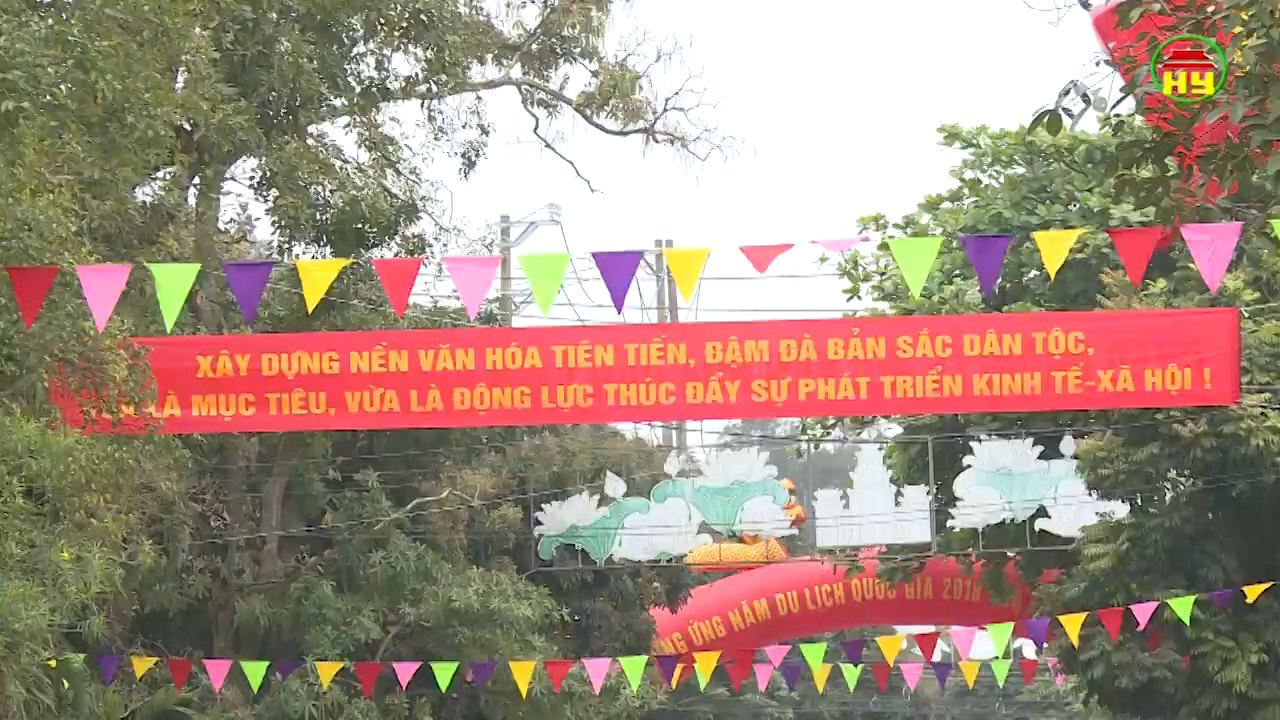 HY
XÂY DỰNG NỀN VĂN HÓA TIÊN TIẾN, ĐẬM ĐÀ BẢN SẮC DÂN TỘC,
LÀ MỤC TIÊU, VỪA LÀ ĐỘNG LỰC THÚC ĐẨY SỰ PHÁT TRIỂN KINH TẾ-XÃ HỘI !
ỨNG NĂM DU LỊCH QUỐC GIA 2018